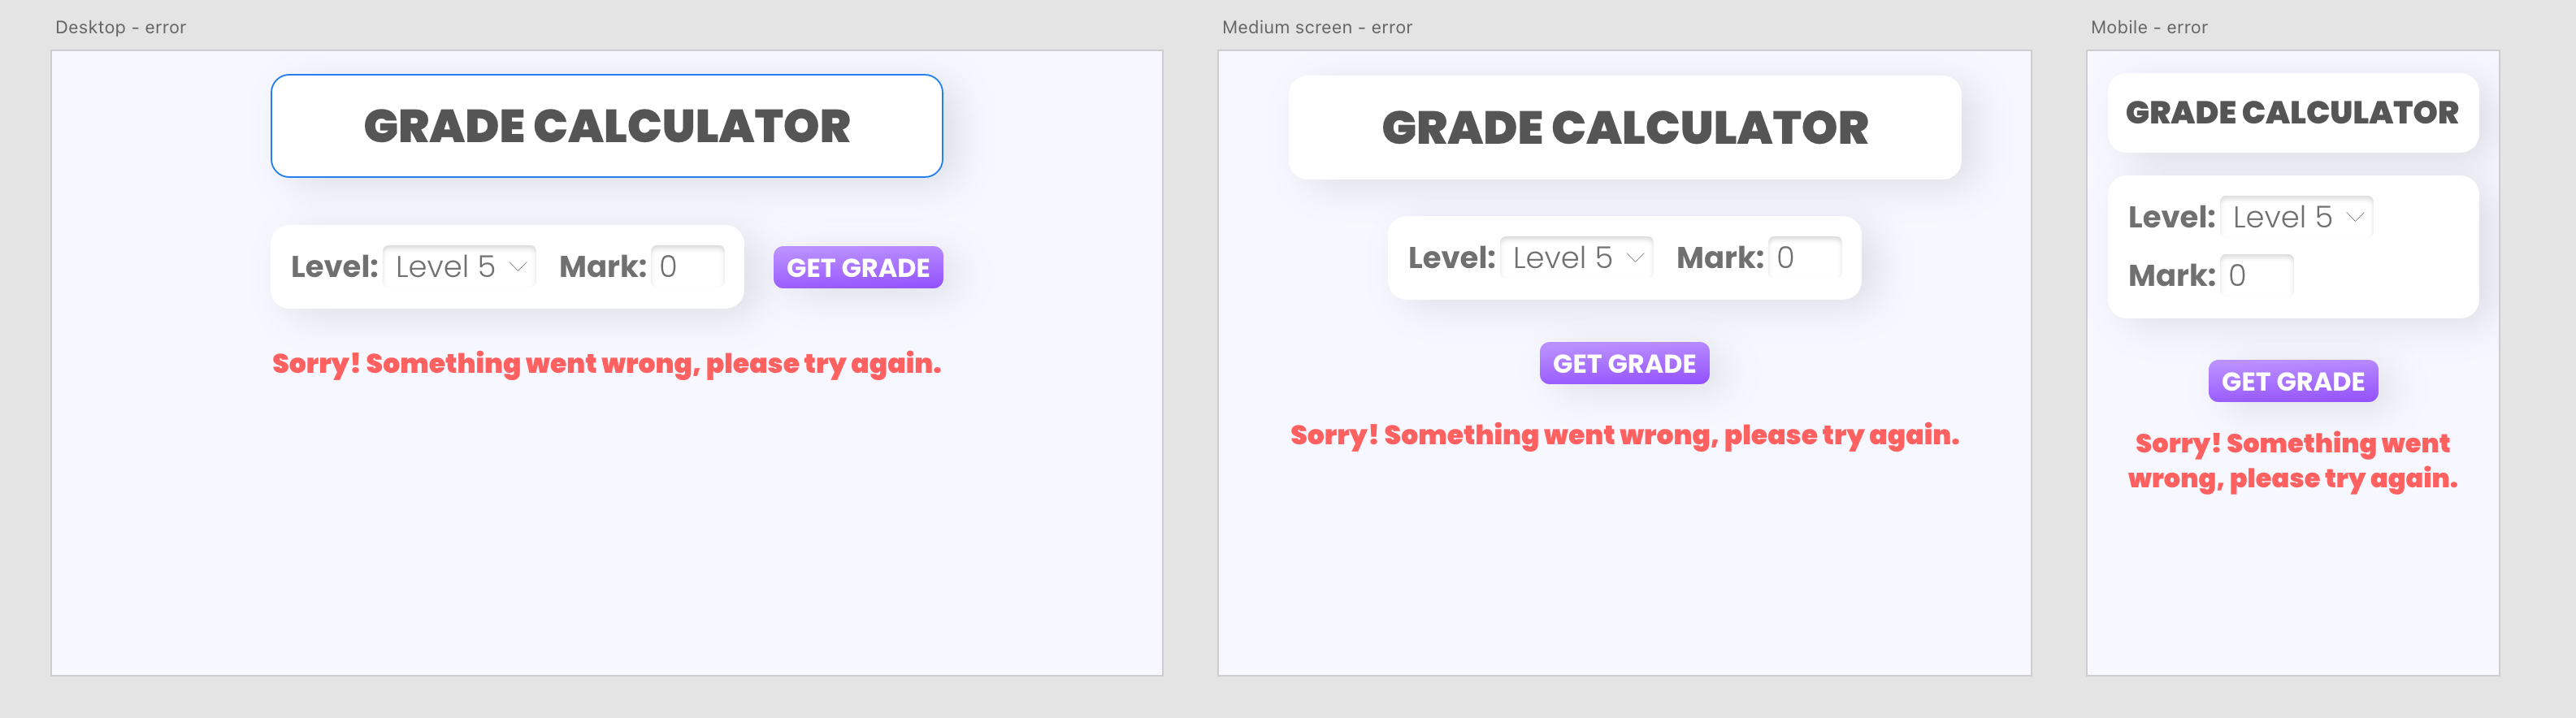 Desktop - error
GRADE CALCULATOR
Level: Level 5 Mark: 0 GET GRADE
Sorry! Something went wrong, please try again.
Medium screen - error
GRADE CALCULATOR
Level: Level 5 Mark: 0
GET GRADE
Sorry! Something went wrong, please try again.
Mobile - error
GRADE CALCULATOR
Level: Level 5
Mark: 0
GET GRADE
Sorry! Something went
wrong, please try again.